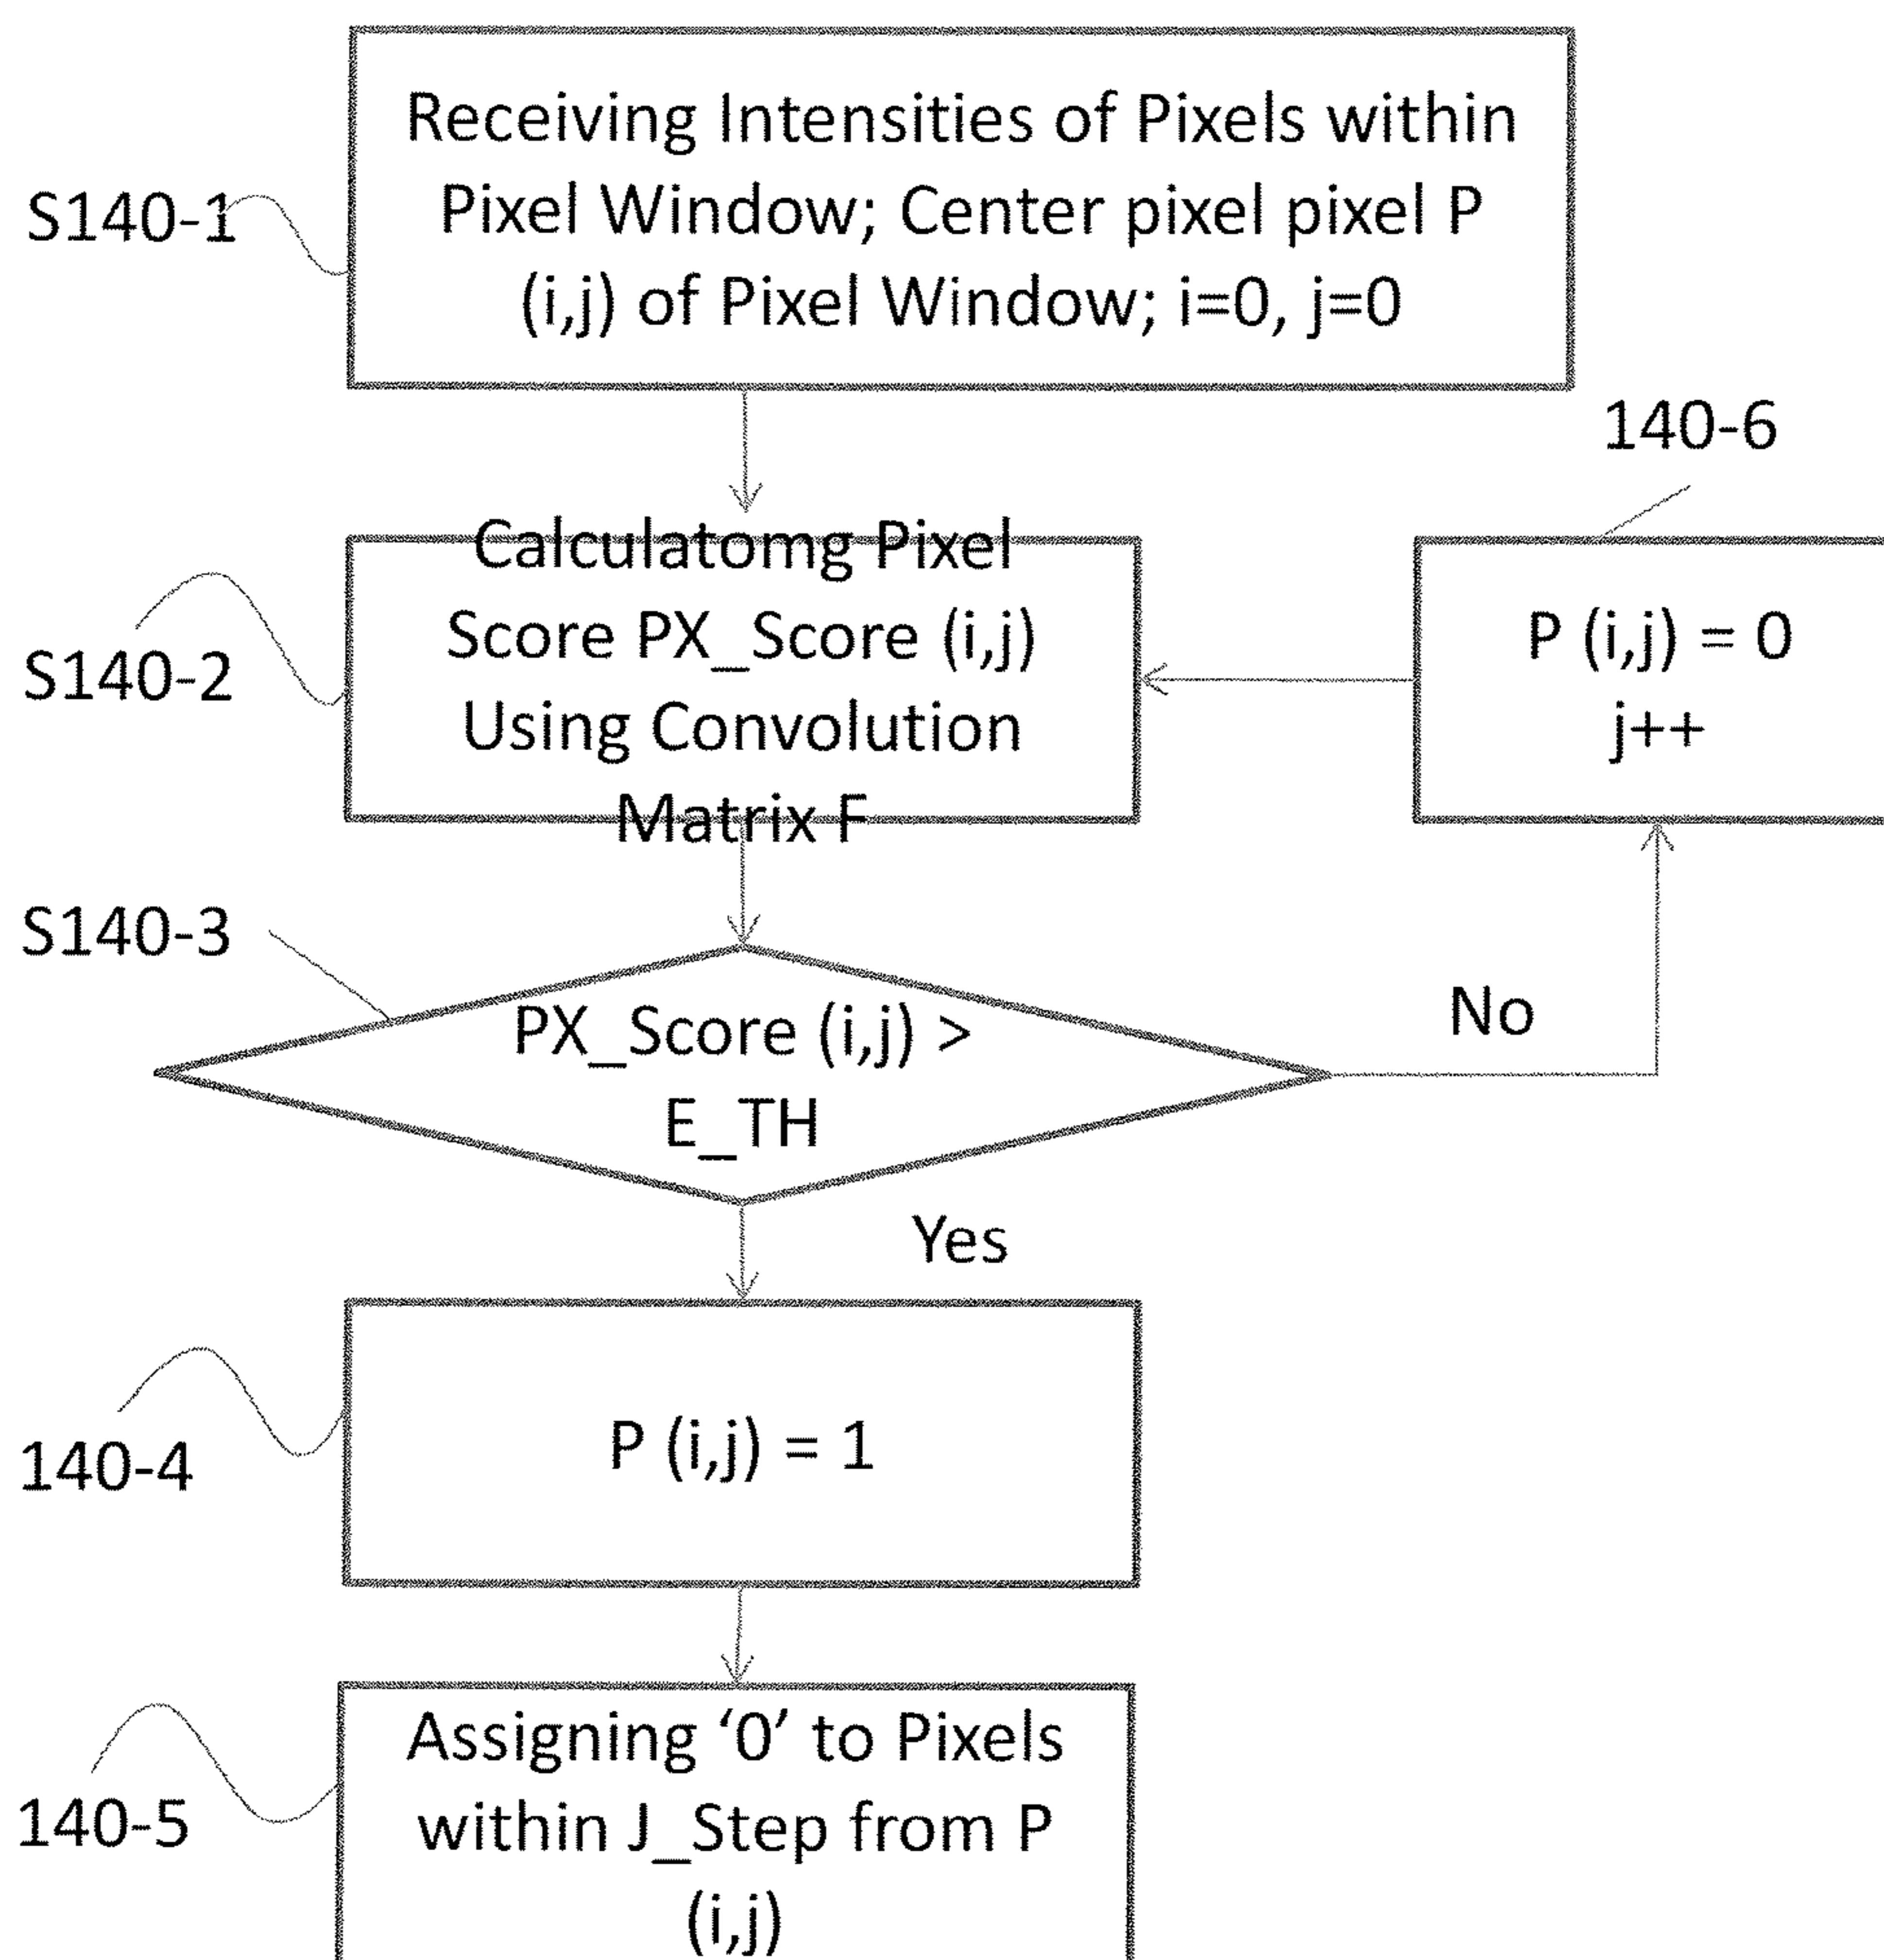 Receiving Intensities of Pixels within
Pixel Window; Center pixel pixel P
(i,j) of Pixel Window; i=0, j=0
S140-1
140-6
Calculatomg Pixel
Score PX_Score (i,j)
Using Convolution
Matrix F
S140-2
P (i,j) = 0
j++
S140-3
PX_Score (i,j) >
E_TH
No
Yes
P (i,j) = 1
140-4
Assigning ‘0’ to Pixels
within J_Step from P
(i,j)
140-5